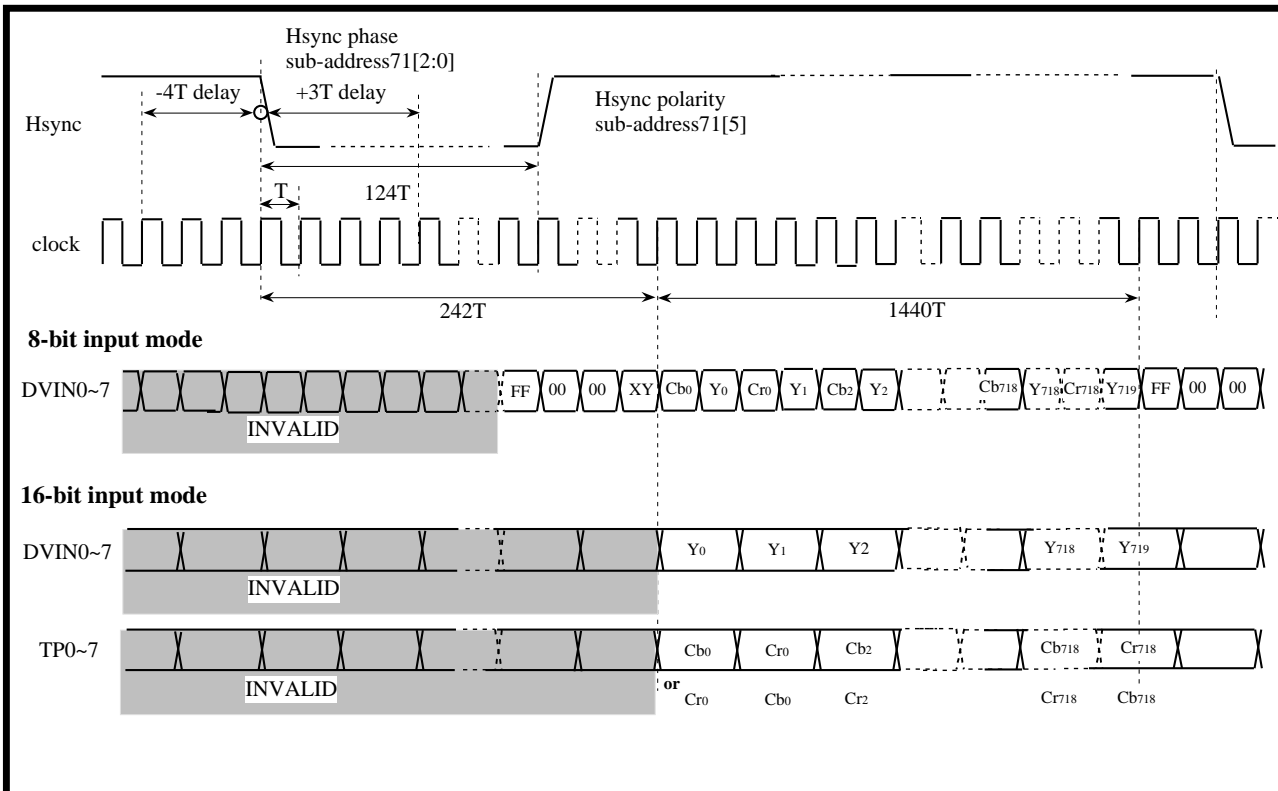 Hsync phase
sub-address71[2:0]
-4T delay
+3T delay
Hsync
Hsync polarity
sub-address71[5]
T
124T
clock
242T
1440T
8-bit input mode
DVIN0~7
FF 00 00 XY Cb0 Y0 Cr0 Y1 Cb2 Y2 Cb718 Y718 Cr718 Y719 FF 00 00
INVALID
16-bit input mode
DVIN0~7
Y0 Y1 Y2 Y718 Y719
INVALID
TP0~7
Cb0 Cr0 Cb2 Cb718 Cr718
INVALID
or
Cr0 Cb0 Cr2 Cr718 Cb718